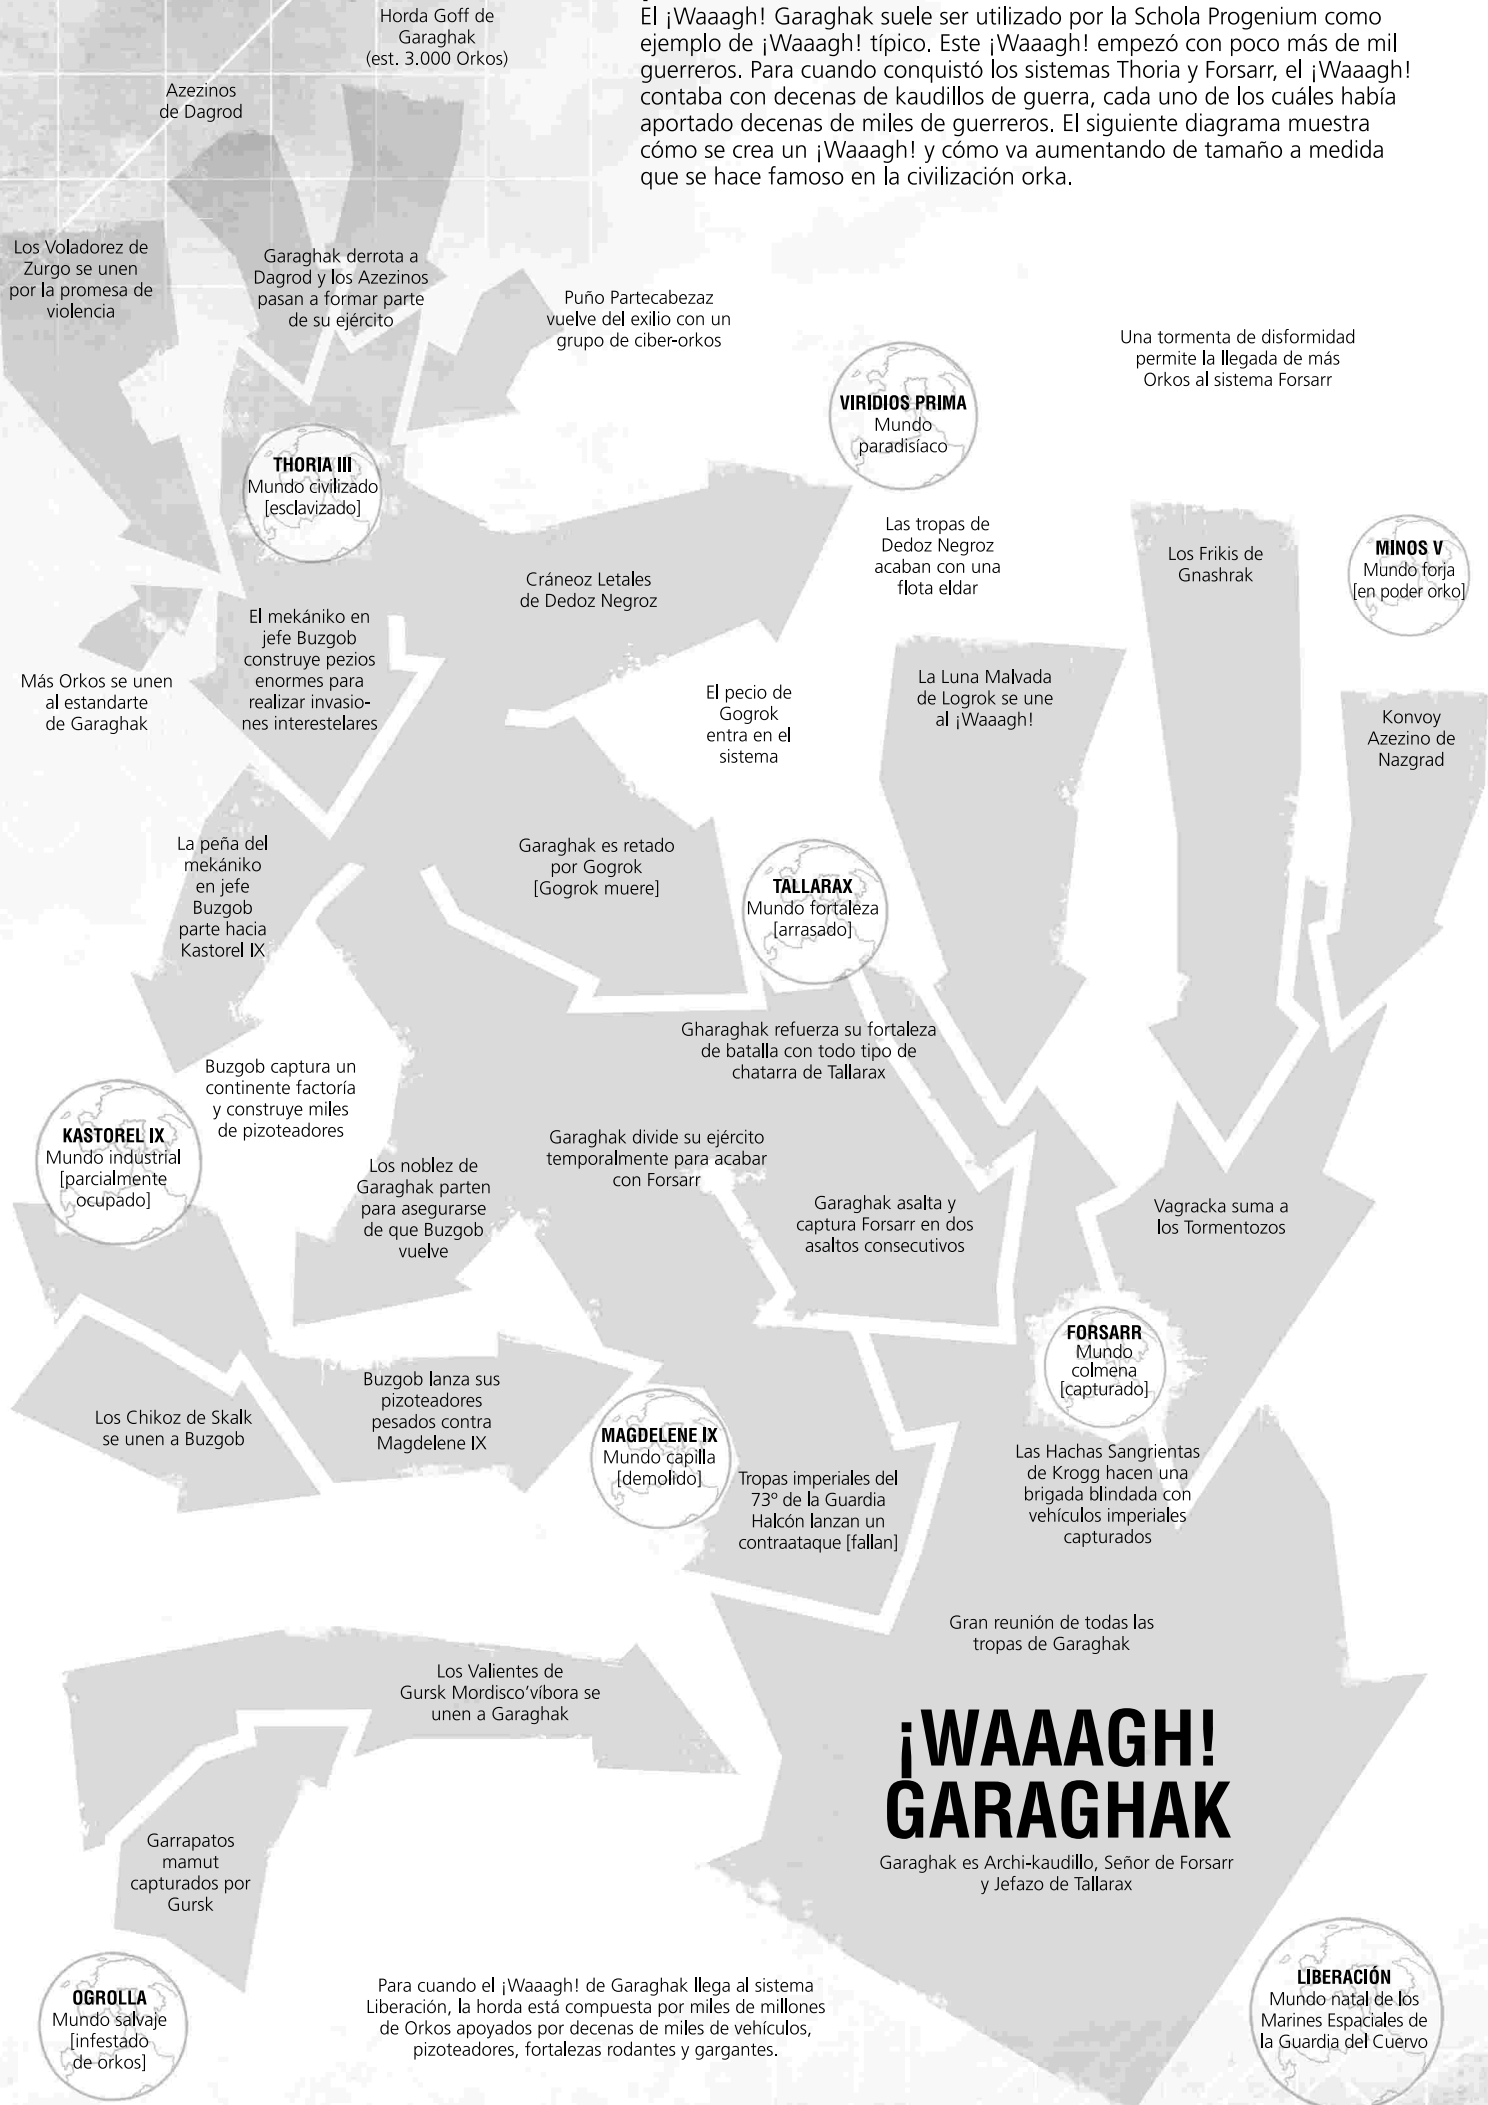 El ¡Waaagh! Garaghak suele ser utilizado por la Schola Progenium como
ejemplo de ¡Waaagh! típico. Este ¡Waaagh! empezó con poco más de mil
guerreros. Para cuando conquistó los sistemas Thoria y Forsarr, el ¡Waaagh!
contaba con decenas de kaudillos de guerra, cada uno de los cuáles había
aportado decenas de miles de guerreros. El siguiente diagrama muestra
cómo se crea un ¡Waaagh! y cómo va aumentando de tamaño a medida
que se hace famoso en la civilización orka.
Horda Goff de
Garaghak
(est. 3.000 Orkos)
Azezinos
de Dagrod
Los Voladorez de
Zurgo se unen
por la promesa de
violencia
Garaghak derrota a
Dagrod y los Azezinos
pasan a formar parte
de su ejército
Puño Partecabezaz
vuelve del exilio con un
grupo de ciber-orkos
Una tormenta de disformidad
permite la llegada de más
Orkos al sistema Forsarr
VIRIDIOS PRIMA
Mundo
paradisíaco
THORIA III
Mundo civilizado
[esclavizado]
Las tropas de
Dedoz Negroz
acaban con una
flota eldar
Los Frikis de
Gnashrak
MINOS V
Mundo forja
[en poder orko]
Cráneoz Letales
de Dedoz Negroz
El mekániko en
jefe Buzgob
construye pezios
enormes para
realizar invasio-
nes interestelares
Más Orkos se unen
al estandarte
de Garaghak
El pecio de
Gogrok
entra en el
sistema
La Luna Malvada
de Logrok se une
al ¡Waaagh!
Konvoy
Azezino de
Nazgrad
La peña del
mekániko
en jefe
Buzgob
parte hacia
Kastorel IX
Garaghak es retado
por Gogrok
[Gogrok muere]
TALLARAX
Mundo fortaleza
[arrasado]
Gharaghak refuerza su fortaleza
de batalla con todo tipo de
chatarra de Tallarax
Buzgob captura un
continente factoría
y construye miles
de pizoteadores
KASTOREL IX
Mundo industrial
[parcialmente
ocupado]
Garaghak divide su ejército
temporalmente para acabar
con Forsarr
Los noblez de
Garaghak parten
para asegurarse
de que Buzgob
vuelve
Garaghak asalta y
captura Forsarr en dos
asaltos consecutivos
Vagracka suma a
los Tormentozos
FORSARR
Mundo
colmena
[capturado]
Buzgob lanza sus
pizoteadores
pesados contra
Magdelene IX
Los Chikoz de Skalk
se unen a Buzgob
MAGDELENE IX
Mundo capilla
[demolido]
Tropas imperiales del
73º de la Guardia
Halcón lanzan un
contraataque [fallan]
Las Hachas Sangrientas
de Krogg hacen una
brigada blindada con
vehículos imperiales
capturados
Gran reunión de todas las
tropas de Garaghak
Los Valientes de
Gursk Mordisco'víbora se
unen a Garaghak
¡WAAAGH!
GARAGHAK
Garaghak es Archi-kaudillo, Señor de Forsarr
y Jefazo de Tallarax
Garrapatos
mamut
capturados por
Gursk
OGROLLA
Mundo salvaje
[infestado
de orkos]
Para cuando el ¡Waaagh! de Garaghak llega al sistema
Liberación, la horda está compuesta por miles de millones
de Orkos apoyados por decenas de miles de vehículos,
pizoteadores, fortalezas rodantes y gargantes.
LIBERACIÓN
Mundo natal de los
Marines Espaciales de
la Guardia del Cuervo